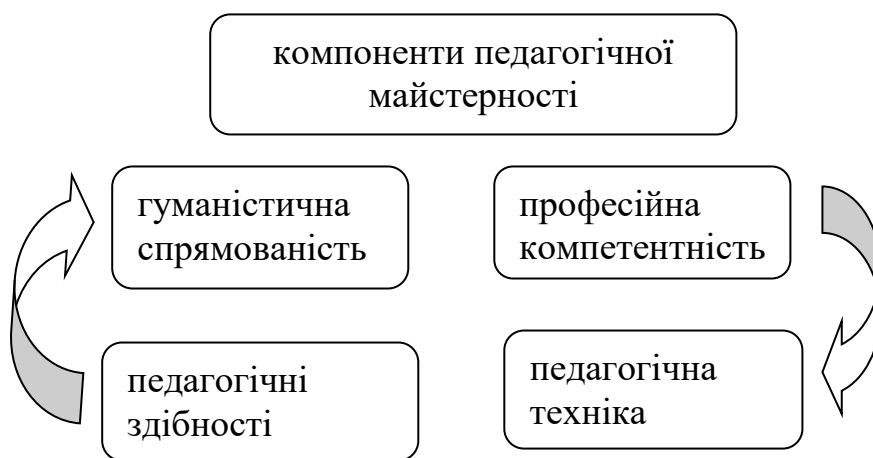 компоненти педагогічної
майстерності
гуманістична
спрямованість
професійна
компетентність
педагогічні
здібності
педагогічна
техніка